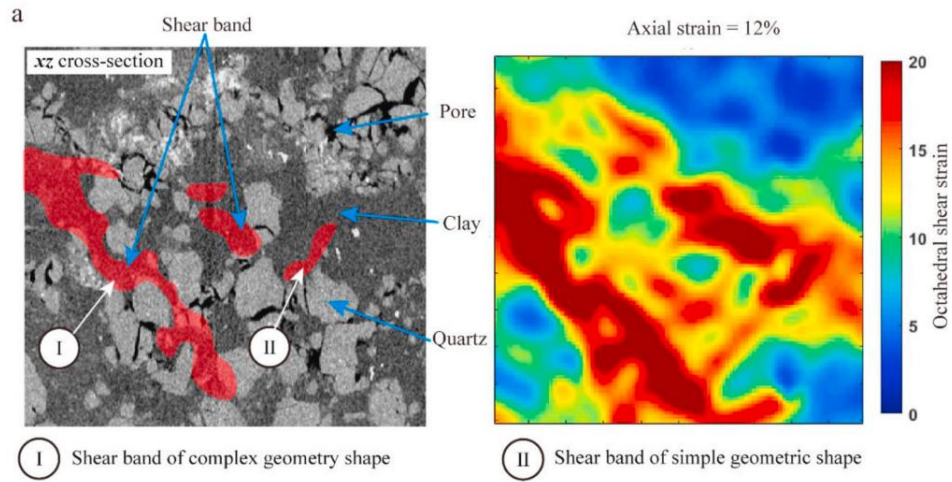 a
Shear band
xz cross-section
Pore
Clay
Quartz
I
II
Axial strain = 12%
20
15
10
5
0
Octahedral shear strain
I Shear band of complex geometry shape
II Shear band of simple geometric shape